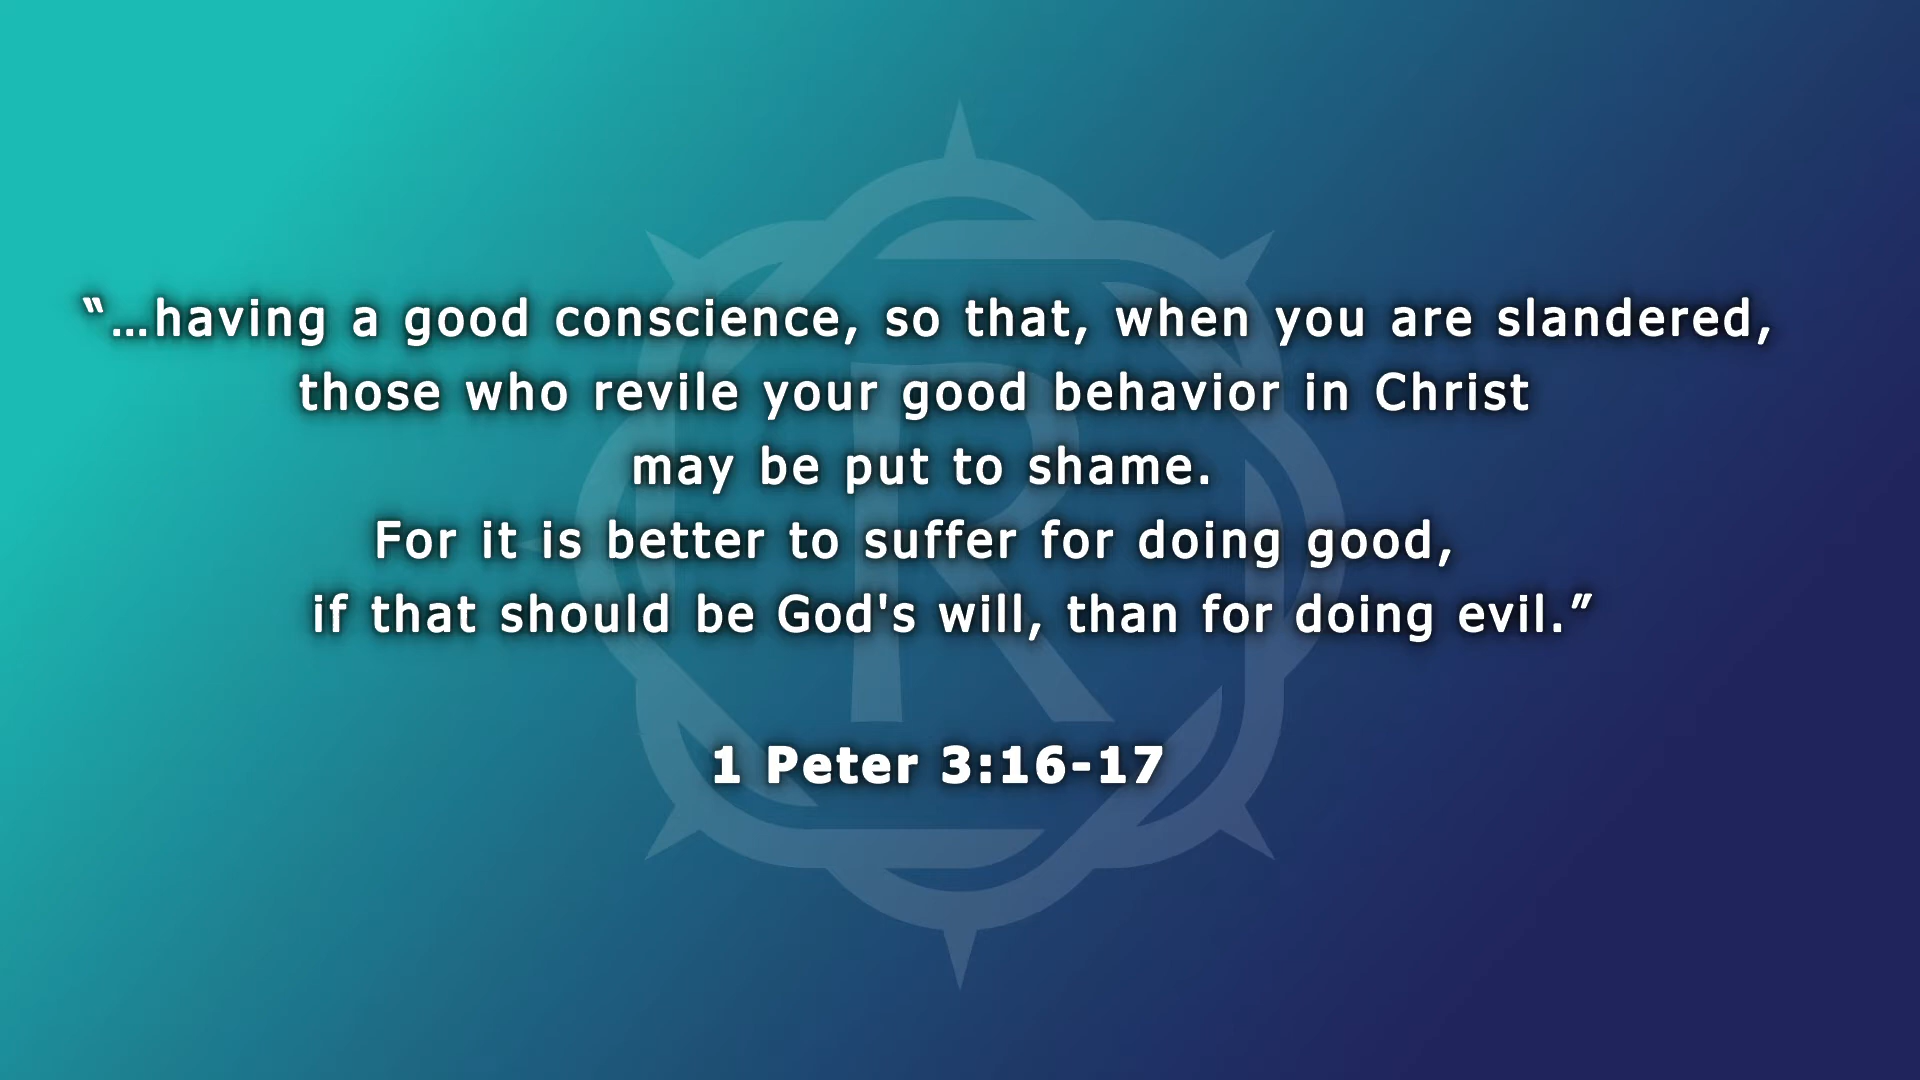 “…having a good conscience, so that, when you are slandered,
those who revile your good behavior in Christ
may be put to shame.
For it is better to suffer for doing good,
if that should be God's will, than for doing evil.”
1 Peter 3:16-17
R